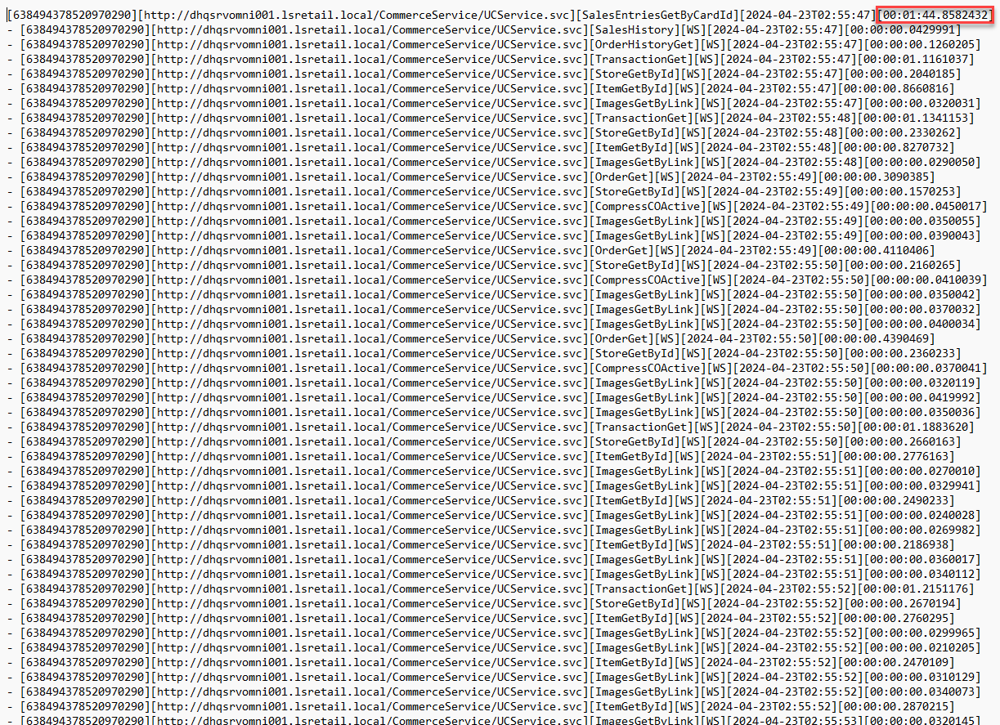 [638494378520970290][http://dhqsrvomni001.lsretail.local/CommerceService/UCService.svc][SalesEntriesGetByCardId][2024-04-23T02:55:47][00:01:44.8582432]
- [638494378520970290][http://dhqsrvomni001.lsretail.local/CommerceService/UCService.svc][SalesHistory][WS][2024-04-23T02:55:47][00:00:00.0429991]
- [638494378520970290][http://dhqsrvomni001.lsretail.local/CommerceService/UCService.svc][OrderHistoryGet][WS][2024-04-23T02:55:47][00:00:00.1260205]
- [638494378520970290][http://dhqsrvomni001.lsretail.local/CommerceService/UCService.svc][TransactionGet][WS][2024-04-23T02:55:47][00:00:01.1161037]
- [638494378520970290][http://dhqsrvomni001.lsretail.local/CommerceService/UCService.svc][StoreGetById][WS][2024-04-23T02:55:47][00:00:00.2040185]
- [638494378520970290][http://dhqsrvomni001.lsretail.local/CommerceService/UCService.svc][ItemGetById][WS][2024-04-23T02:55:47][00:00:00.8660816]
- [638494378520970290][http://dhqsrvomni001.lsretail.local/CommerceService/UCService.svc][ImagesGetByLink][WS][2024-04-23T02:55:47][00:00:00.0320031]
- [638494378520970290][http://dhqsrvomni001.lsretail.local/CommerceService/UCService.svc][TransactionGet][WS][2024-04-23T02:55:48][00:00:01.1341153]
- [638494378520970290][http://dhqsrvomni001.lsretail.local/CommerceService/UCService.svc][StoreGetById][WS][2024-04-23T02:55:48][00:00:00.2330262]
- [638494378520970290][http://dhqsrvomni001.lsretail.local/CommerceService/UCService.svc][ItemGetById][WS][2024-04-23T02:55:48][00:00:00.8270732]
- [638494378520970290][http://dhqsrvomni001.lsretail.local/CommerceService/UCService.svc][ImagesGetByLink][WS][2024-04-23T02:55:48][00:00:00.0290050]
- [638494378520970290][http://dhqsrvomni001.lsretail.local/CommerceService/UCService.svc][OrderGet][WS][2024-04-23T02:55:49][00:00:00.3090385]
- [638494378520970290][http://dhqsrvomni001.lsretail.local/CommerceService/UCService.svc][StoreGetById][WS][2024-04-23T02:55:49][00:00:00.1570253]
- [638494378520970290][http://dhqsrvomni001.lsretail.local/CommerceService/UCService.svc][CompressCOActive][WS][2024-04-23T02:55:49][00:00:00.0450017]
- [638494378520970290][http://dhqsrvomni001.lsretail.local/CommerceService/UCService.svc][ImagesGetByLink][WS][2024-04-23T02:55:49][00:00:00.0350055]
- [638494378520970290][http://dhqsrvomni001.lsretail.local/CommerceService/UCService.svc][ImagesGetByLink][WS][2024-04-23T02:55:49][00:00:00.0390043]
- [638494378520970290][http://dhqsrvomni001.lsretail.local/CommerceService/UCService.svc][OrderGet][WS][2024-04-23T02:55:49][00:00:00.4110406]
- [638494378520970290][http://dhqsrvomni001.lsretail.local/CommerceService/UCService.svc][StoreGetById][WS][2024-04-23T02:55:50][00:00:00.2160265]
- [638494378520970290][http://dhqsrvomni001.lsretail.local/CommerceService/UCService.svc][CompressCOActive][WS][2024-04-23T02:55:50][00:00:00.0410039]
- [638494378520970290][http://dhqsrvomni001.lsretail.local/CommerceService/UCService.svc][ImagesGetByLink][WS][2024-04-23T02:55:50][00:00:00.0350042]
- [638494378520970290][http://dhqsrvomni001.lsretail.local/CommerceService/UCService.svc][ImagesGetByLink][WS][2024-04-23T02:55:50][00:00:00.0370032]
- [638494378520970290][http://dhqsrvomni001.lsretail.local/CommerceService/UCService.svc][ImagesGetByLink][WS][2024-04-23T02:55:50][00:00:00.0400034]
- [638494378520970290][http://dhqsrvomni001.lsretail.local/CommerceService/UCService.svc][OrderGet][WS][2024-04-23T02:55:50][00:00:00.4390469]
- [638494378520970290][http://dhqsrvomni001.lsretail.local/CommerceService/UCService.svc][StoreGetById][WS][2024-04-23T02:55:50][00:00:00.2360233]
- [638494378520970290][http://dhqsrvomni001.lsretail.local/CommerceService/UCService.svc][CompressCOActive][WS][2024-04-23T02:55:50][00:00:00.0370041]
- [638494378520970290][http://dhqsrvomni001.lsretail.local/CommerceService/UCService.svc][ImagesGetByLink][WS][2024-04-23T02:55:50][00:00:00.0320119]
- [638494378520970290][http://dhqsrvomni001.lsretail.local/CommerceService/UCService.svc][ImagesGetByLink][WS][2024-04-23T02:55:50][00:00:00.0419992]
- [638494378520970290][http://dhqsrvomni001.lsretail.local/CommerceService/UCService.svc][ImagesGetByLink][WS][2024-04-23T02:55:50][00:00:00.0350036]
- [638494378520970290][http://dhqsrvomni001.lsretail.local/CommerceService/UCService.svc][TransactionGet][WS][2024-04-23T02:55:50][00:00:01.1883620]
- [638494378520970290][http://dhqsrvomni001.lsretail.local/CommerceService/UCService.svc][StoreGetById][WS][2024-04-23T02:55:50][00:00:00.2660163]
- [638494378520970290][http://dhqsrvomni001.lsretail.local/CommerceService/UCService.svc][ItemGetById][WS][2024-04-23T02:55:51][00:00:00.2776163]
- [638494378520970290][http://dhqsrvomni001.lsretail.local/CommerceService/UCService.svc][ImagesGetByLink][WS][2024-04-23T02:55:51][00:00:00.0270010]
- [638494378520970290][http://dhqsrvomni001.lsretail.local/CommerceService/UCService.svc][ImagesGetByLink][WS][2024-04-23T02:55:51][00:00:00.0329941]
- [638494378520970290][http://dhqsrvomni001.lsretail.local/CommerceService/UCService.svc][ItemGetById][WS][2024-04-23T02:55:51][00:00:00.2490233]
- [638494378520970290][http://dhqsrvomni001.lsretail.local/CommerceService/UCService.svc][ImagesGetByLink][WS][2024-04-23T02:55:51][00:00:00.0240028]
- [638494378520970290][http://dhqsrvomni001.lsretail.local/CommerceService/UCService.svc][ImagesGetByLink][WS][2024-04-23T02:55:51][00:00:00.0269982]
- [638494378520970290][http://dhqsrvomni001.lsretail.local/CommerceService/UCService.svc][ItemGetById][WS][2024-04-23T02:55:51][00:00:00.2186938]
- [638494378520970290][http://dhqsrvomni001.lsretail.local/CommerceService/UCService.svc][ImagesGetByLink][WS][2024-04-23T02:55:51][00:00:00.0360017]
- [638494378520970290][http://dhqsrvomni001.lsretail.local/CommerceService/UCService.svc][ImagesGetByLink][WS][2024-04-23T02:55:51][00:00:00.0340112]
- [638494378520970290][http://dhqsrvomni001.lsretail.local/CommerceService/UCService.svc][TransactionGet][WS][2024-04-23T02:55:52][00:00:01.2151176]
- [638494378520970290][http://dhqsrvomni001.lsretail.local/CommerceService/UCService.svc][StoreGetById][WS][2024-04-23T02:55:52][00:00:00.2670194]
- [638494378520970290][http://dhqsrvomni001.lsretail.local/CommerceService/UCService.svc][ItemGetById][WS][2024-04-23T02:55:52][00:00:00.2760295]
- [638494378520970290][http://dhqsrvomni001.lsretail.local/CommerceService/UCService.svc][ImagesGetByLink][WS][2024-04-23T02:55:52][00:00:00.0299965]
- [638494378520970290][http://dhqsrvomni001.lsretail.local/CommerceService/UCService.svc][ImagesGetByLink][WS][2024-04-23T02:55:52][00:00:00.0210205]
- [638494378520970290][http://dhqsrvomni001.lsretail.local/CommerceService/UCService.svc][ItemGetById][WS][2024-04-23T02:55:52][00:00:00.2470109]
- [638494378520970290][http://dhqsrvomni001.lsretail.local/CommerceService/UCService.svc][ImagesGetByLink][WS][2024-04-23T02:55:52][00:00:00.0310129]
- [638494378520970290][http://dhqsrvomni001.lsretail.local/CommerceService/UCService.svc][ImagesGetByLink][WS][2024-04-23T02:55:52][00:00:00.0340073]
- [638494378520970290][http://dhqsrvomni001.lsretail.local/CommerceService/UCService.svc][ItemGetById][WS][2024-04-23T02:55:52][00:00:00.2870215]
- [638494378520970290][http://dhqsrvomni001.lsretail.local/CommerceService/UCService.svc][ImagesGetByLink][WS][2024-04-23T02:55:53][00:00:00.0320145]